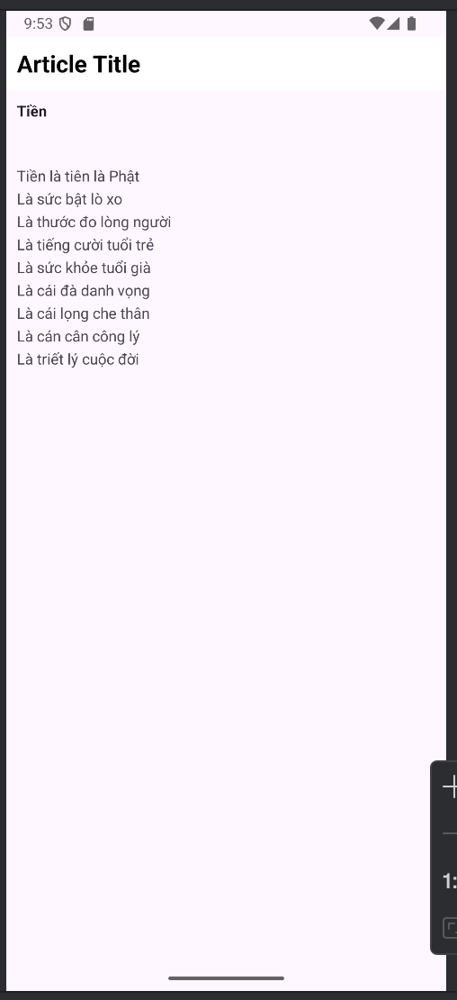 9:53
Article Title
Tiền
Tiền là tiên là Phật
Là sức bật lò xo
Là thước đo lòng người
Là tiếng cười tuổi trẻ
Là sức khỏe tuổi già
Là cái đà danh vọng
Là cái lọng che thân
Là cán cân công lý
Là triết lý cuộc đời
1: